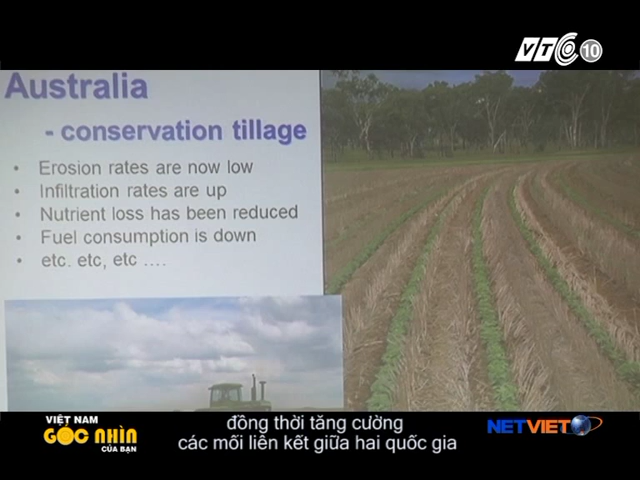 VTC 10
Australia
- conservation tillage
• Erosion rates are now low
• Infiltration rates are up
• Nutrient loss has been reduced
• Fuel consumption is down
• etc. etc, etc ....
VIỆT NAM
GÓC NHÌN
CỦA BẠN
đồng thời tăng cường
các mối liên kết giữa hai quốc gia
NETVIET